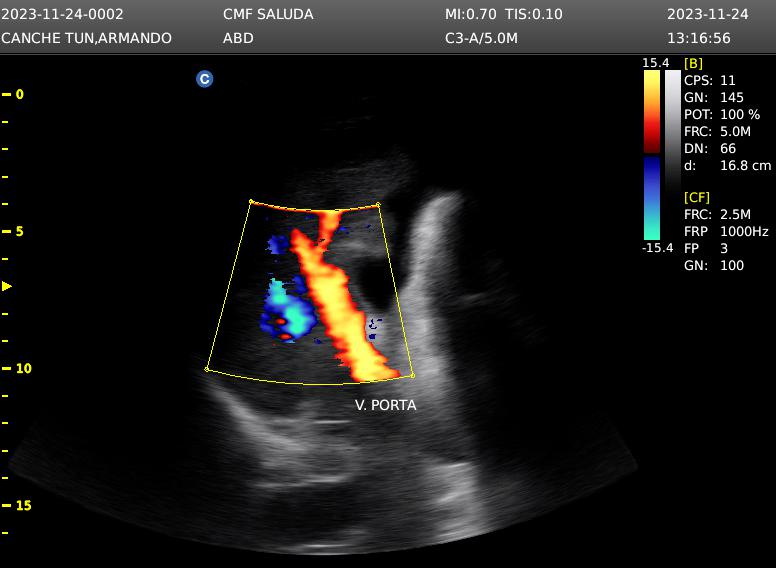 2023-11-24-0002 CMF SALUDA MI:0.70 TIS:0.10 2023-11-24
CANCHE TUN,ARMANDO ABD C3-A/5.0M 13:16:56
C
15.4 [B]
CPS: 11
GN: 145
POT: 100 %
FRC: 5.0M
DN: 66
d: 16.8 cm
[CF]
FRC: 2.5M
FRP 1000Hz
-15.4 FP 3
GN: 100
0
5
10
15
V. PORTA